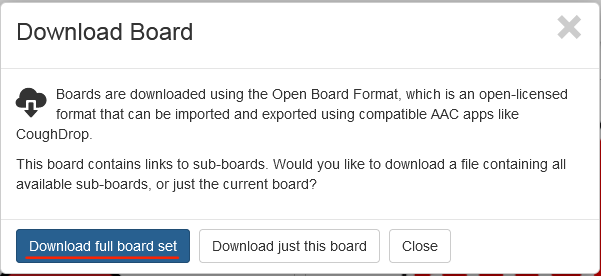 Download Board
Boards are downloaded using the Open Board Format, which is an open-licensed
format that can be imported and exported using compatible AAC apps like
CoughDrop.
This board contains links to sub-boards. Would you like to download a file containing all
available sub-boards, or just the current board?
Download full board set
Download just this board
Close